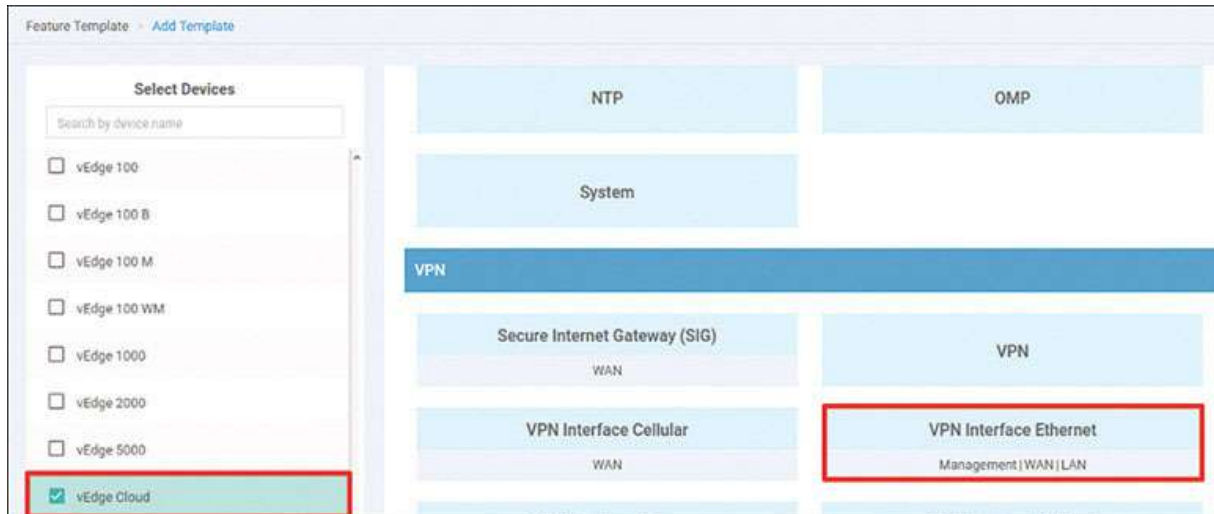 Feature Template > Add Template
Select Devices
Search by device name
vEdge 100
vEdge 100 B
vEdge 100 M
vEdge 100 WM
vEdge 1000
vEdge 2000
vEdge 5000
vEdge Cloud
NTP
OMP
System
VPN
Secure Internet Gateway (SIG)
WAN
VPN
VPN Interface Cellular
WAN
VPN Interface Ethernet
Management | WAN | LAN